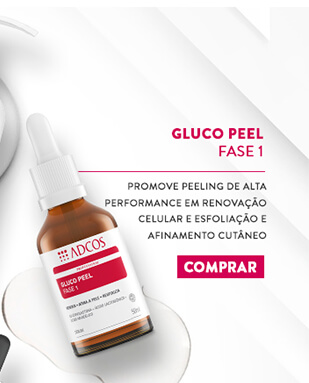 GLUCO PEEL
FASE 1
PROMOVE PEELING DE ALTA
PERFORMANCE EM RENOVAÇÃO
CELULAR E ESFOLIAÇÃO E
AFINAMENTO CUTÂNEO
COMPRAR
ADCOS
GLUCO PEEL
FASE 1